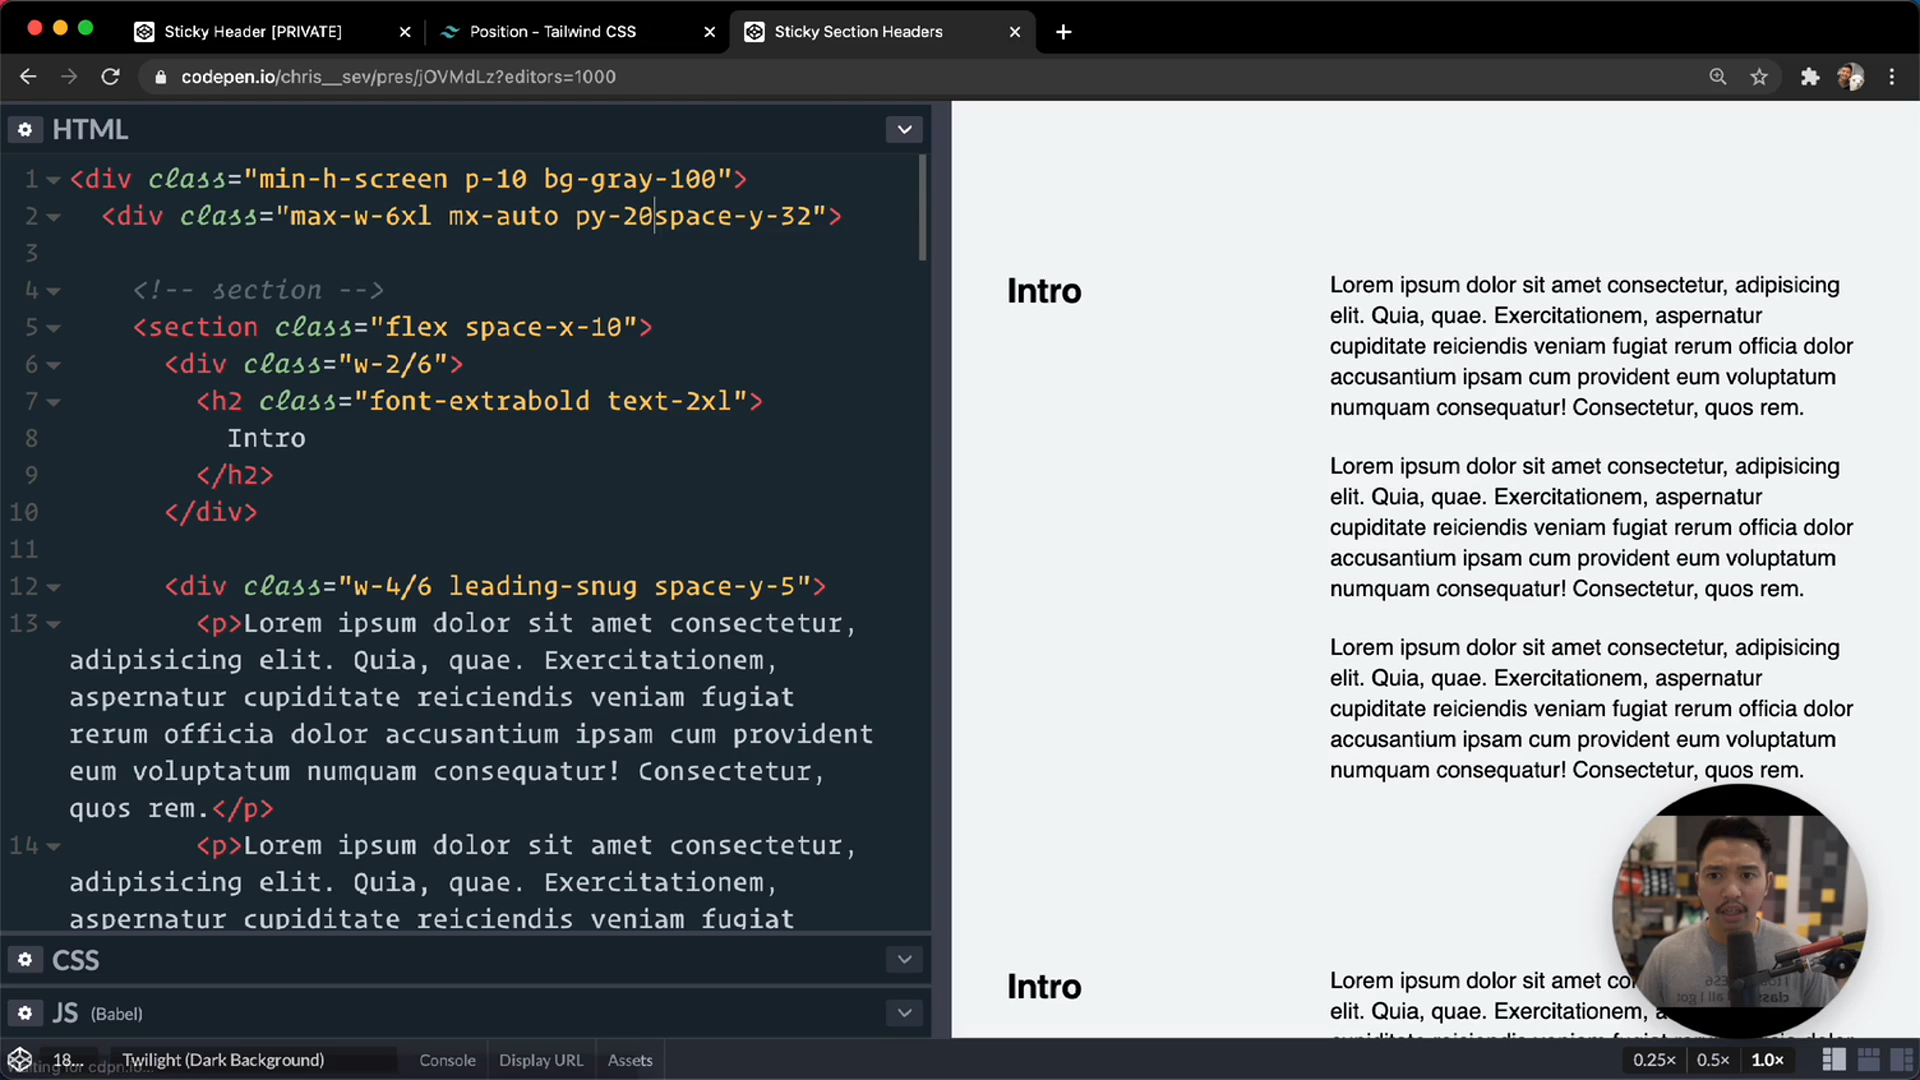 Sticky Header [PRIVATE]
Position - Tailwind CSS
Sticky Section Headers
codepen.io/chris__sev/pres/jOVMdLz?editors=1000
HTML
1 <div class="min-h-screen p-10 bg-gray-100">
2 <div class="max-w-6xl mx-auto py-20space-y-32">
3
4 <!-- section -->
5 <section class="flex space-x-10">
6 <div class="w-2/6">
7 <h2 class="font-extrabold text-2xl">
8 Intro
9 </h2>
10 </div>
11
12 <div class="w-4/6 leading-snug space-y-5">
13 <p>Lorem ipsum dolor sit amet consectetur,
adipisicing elit. Quia, quae. Exercitationem,
aspernatur cupiditate reiciendis veniam fugiat
rerum officia dolor accusantium ipsam cum provident
eum voluptatum numquam consequatur! Consectetur,
quos rem.</p>
14 <p>Lorem ipsum dolor sit amet consectetur,
adipisicing elit. Quia, quae. Exercitationem,
aspernatur cupiditate reiciendis veniam fugiat
CSS
JS (Babel)
Intro
Lorem ipsum dolor sit amet consectetur, adipisicing
elit. Quia, quae. Exercitationem, aspernatur
cupiditate reiciendis veniam fugiat rerum officia dolor
accusantium ipsam cum provident eum voluptatum
numquam consequatur! Consectetur, quos rem.
Lorem ipsum dolor sit amet consectetur, adipisicing
elit. Quia, quae. Exercitationem, aspernatur
cupiditate reiciendis veniam fugiat rerum officia dolor
accusantium ipsam cum provident eum voluptatum
numquam consequatur! Consectetur, quos rem.
Lorem ipsum dolor sit amet consectetur, adipisicing
elit. Quia, quae. Exercitationem, aspernatur
cupiditate reiciendis veniam fugiat rerum officia dolor
accusantium ipsam cum provident eum voluptatum
numquam consequatur! Consectetur, quos rem.
Intro
Lorem ipsum dolor sit amet
elit. Quia, quae. Exercitationem,
18... Twilight (Dark Background) Console Display URL Assets 0.25× 0.5× 1.0×